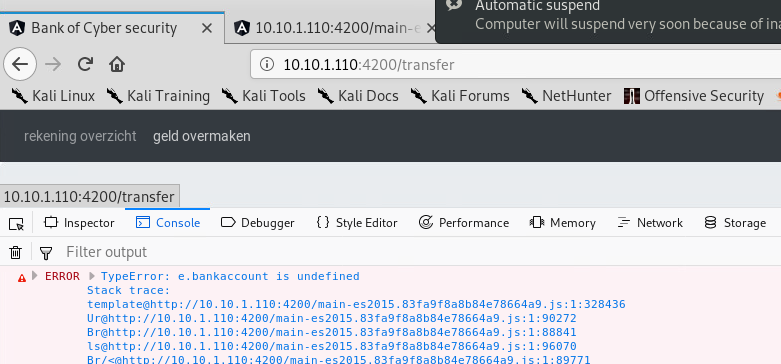 Automatic suspend
Computer will suspend very soon because of ina
Bank of Cyber security
10.10.1.110:4200/main-e
10.10.1.110:4200/transfer
Kali Linux Kali Training Kali Tools Kali Docs Kali Forums NetHunter Offensive Security
rekening overzicht geld overmaken
10.10.1.110:4200/transfer
Inspector Console Debugger Style Editor Performance Memory Network Storage
Filter output
ERROR TypeError: e.bankaccount is undefined
Stack trace:
template@http://10.10.1.110:4200/main-es2015.83fa9f8a8b84e78664a9.js:1:328436
Ur@http://10.10.1.110:4200/main-es2015.83fa9f8a8b84e78664a9.js:1:90272
Br@http://10.10.1.110:4200/main-es2015.83fa9f8a8b84e78664a9.js:1:88841
ls@http://10.10.1.110:4200/main-es2015.83fa9f8a8b84e78664a9.js:1:96070
Br/<@http://10.10.1.110:4200/main-es2015.83fa9f8a8b84e78664a9.js:1:89771